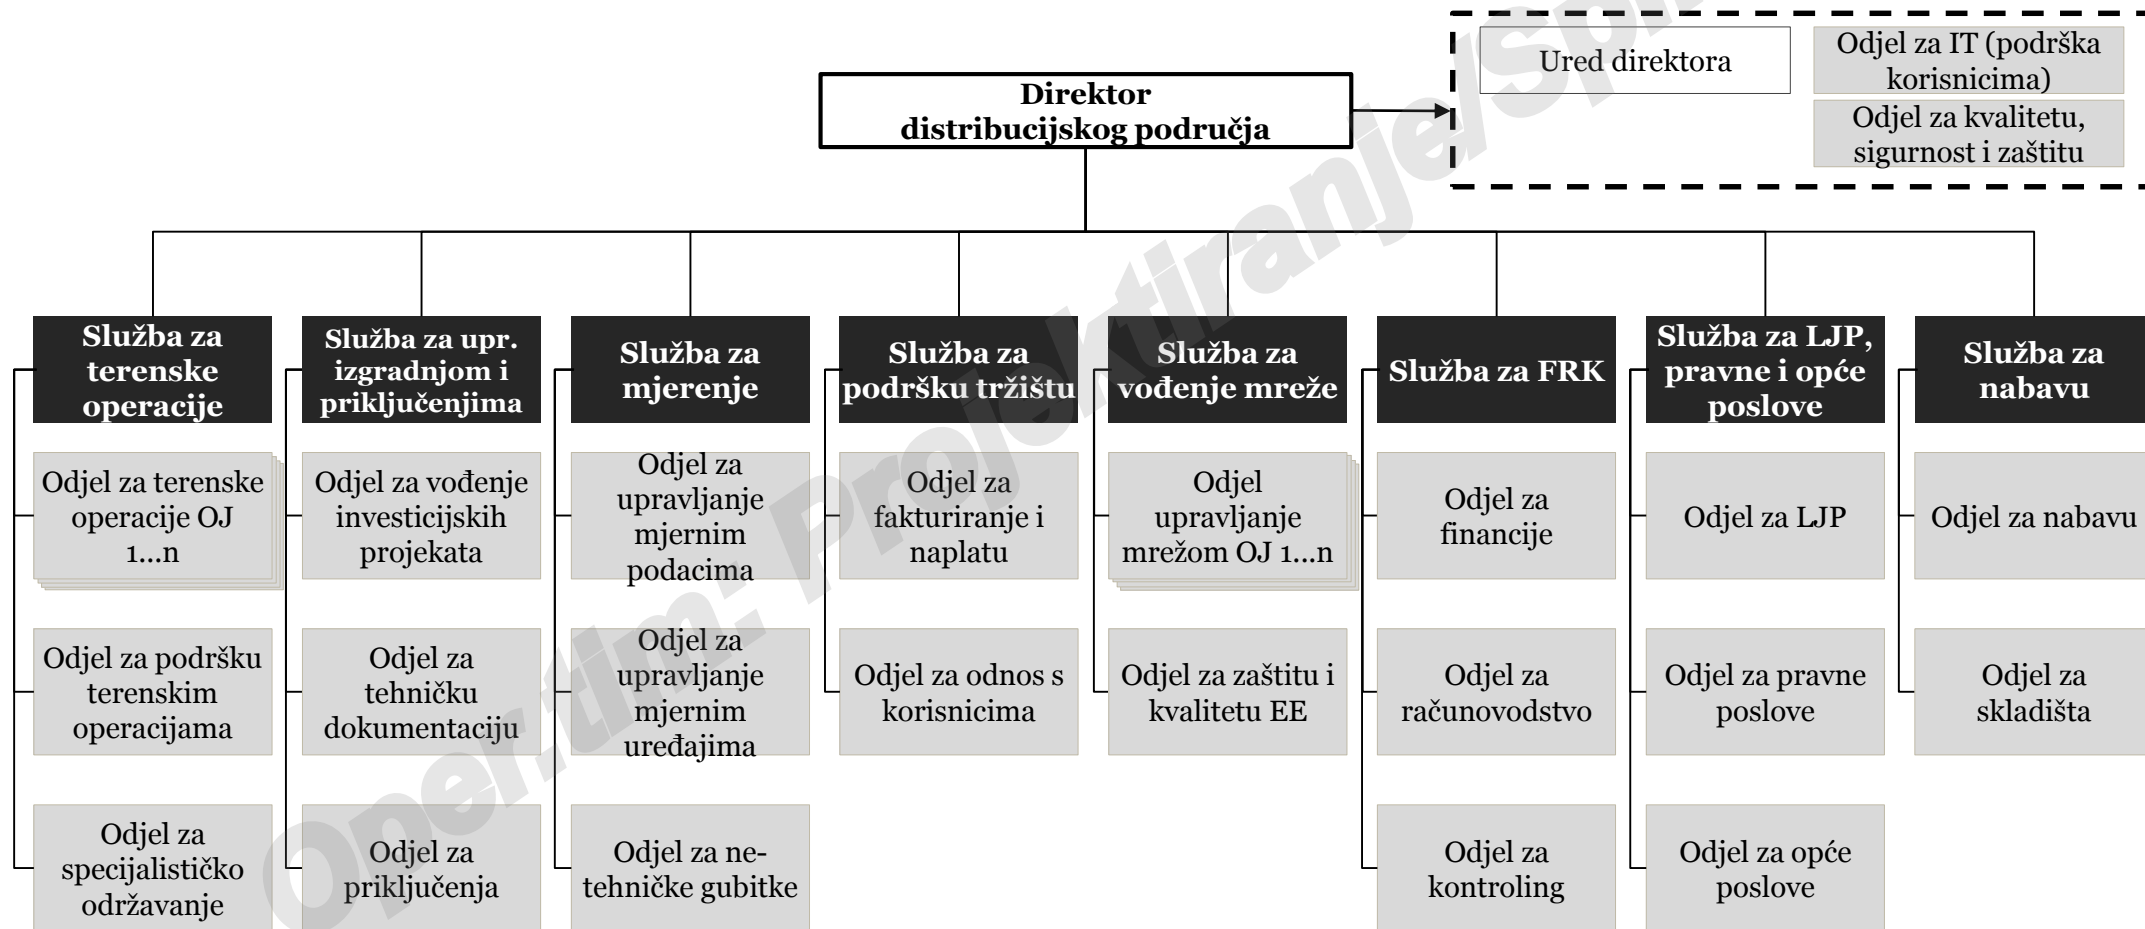 Ured direktora
Odjel za IT (podrška
korisnicima)
Odjel za kvalitetu,
sigurnost i zaštitu
Direktor
distribucijskog područja
Služba za
terenske
operacije
Služba za upr.
izgradnjom i
priključenjima
Služba za
mjerenje
Služba za
podršku tržištu
Služba za
vođenje mreže
Služba za FRK
Služba za LJP,
pravne i opće
poslove
Služba za
nabavu
Odjel za terenske
operacije OJ
1...n
Odjel za vođenje
investicijskih
projekata
Odjel za
upravljanje
mjernim
podacima
Odjel za
fakturiranje i
naplatu
Odjel
upravljanje
mrežom OJ 1...n
Odjel za
financije
Odjel za LJP
Odjel za nabavu
Odjel za podršku
terenskim
operacijama
Odjel za
tehničku
dokumentaciju
Odjel za
upravljanje
mjernim
uređajima
Odjel za odnos s
korisnicima
Odjel za zaštitu i
kvalitetu EE
Odjel za
računovodstvo
Odjel za pravne
poslove
Odjel za
skladišta
Odjel za
specijalističko
održavanje
Odjel za
priključenja
Odjel za ne-
tehničke gubitke
Odjel za
kontroling
Odjel za opće
poslove
Oper.tim: Projektiranje/